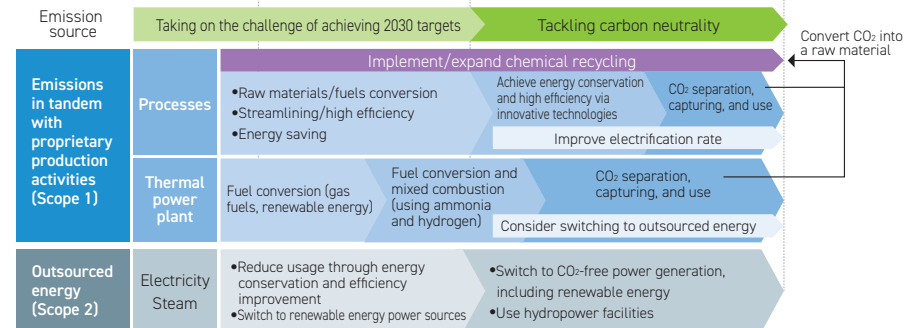 Emission
source
Taking on the challenge of achieving 2030 targets
Tackling carbon neutrality
Convert CO₂ into
a raw material
Emissions
in tandem
with
proprietary
production
activities
(Scope 1)
Implement/expand chemical recycling
Processes
•Raw materials/fuels conversion
•Streamlining/high efficiency
•Energy saving
Achieve energy conservation
and high efficiency via
innovative technologies
CO₂ separation,
capturing, and use
Improve electrification rate
Thermal
power
plant
Fuel conversion (gas
fuels, renewable energy)
Fuel conversion and
mixed combustion
(using ammonia
and hydrogen)
CO₂ separation,
capturing, and use
Consider switching to outsourced energy
Outsourced
energy
(Scope 2)
Electricity
Steam
•Reduce usage through energy
conservation and efficiency
improvement
•Switch to renewable energy power sources
•Switch to CO₂-free power generation,
including renewable energy
•Use hydropower facilities